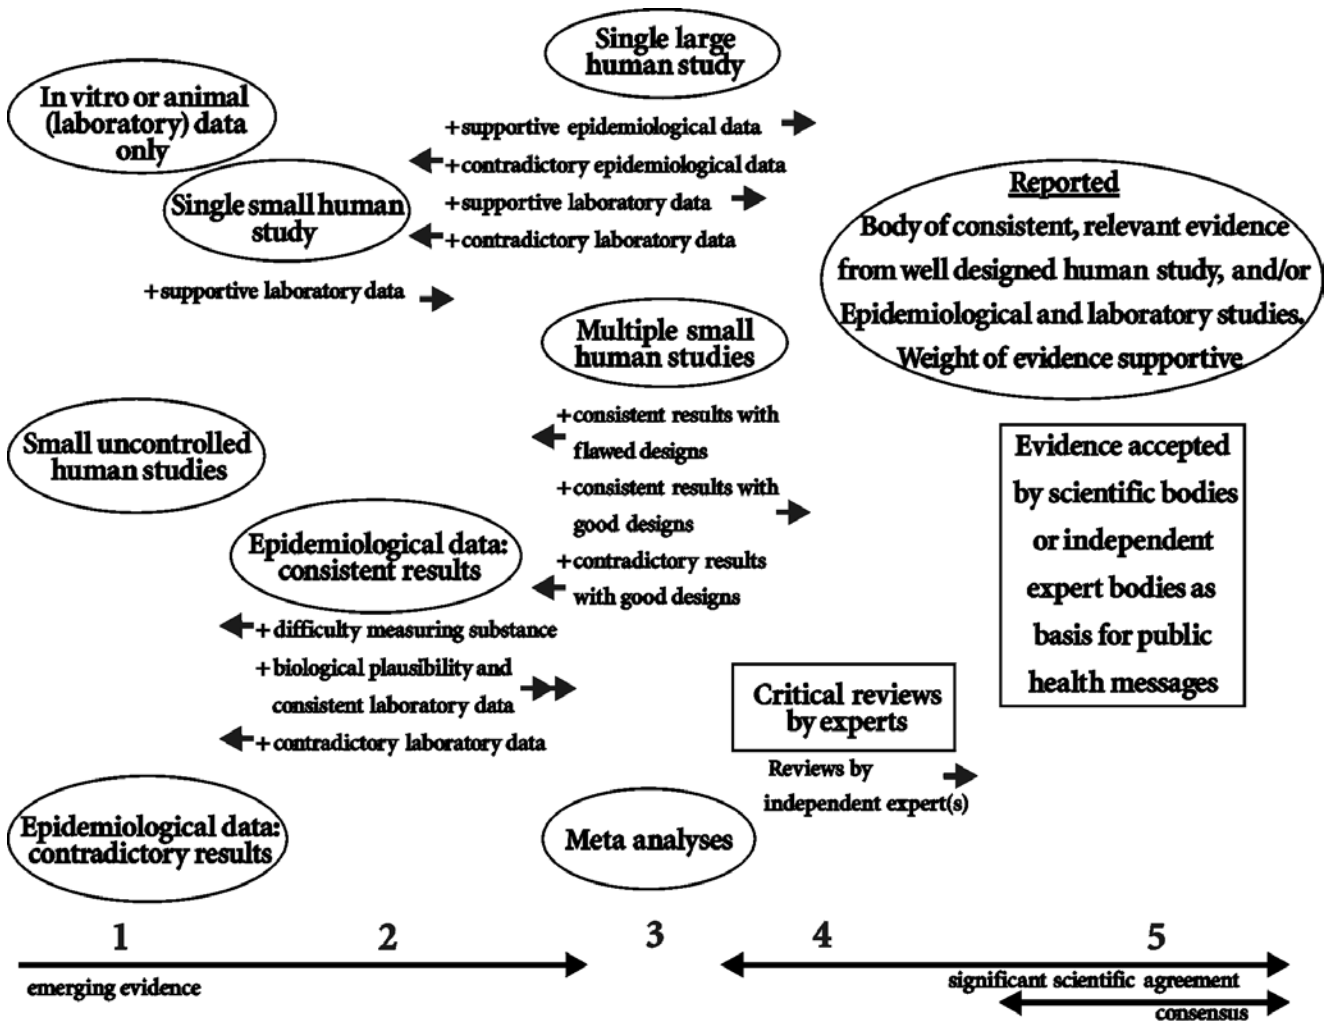 Single large
human study
In vitro or animal
(laboratory) data
only
+supportive epidemiological data
+contradictory epidemiological data
+supportive laboratory data
+contradictory laboratory data
Single small human
study
+supportive laboratory data
Reported
Body of consistent, relevant evidence
from well designed human study, and/or
Epidemiological and laboratory studies.
Weight of evidence supportive
Multiple small
human studies
+consistent results with
flawed designs
+consistent results with
good designs
+contradictory results
with good designs
Small uncontrolled
human studies
Evidence accepted
by scientific bodies
or independent
expert bodies as
basis for public
health messages
Epidemiological data:
consistent results
+difficulty measuring substance
+biological plausibility and
consistent laboratory data
+contradictory laboratory data
Critical reviews
by experts
Reviews by
independent expert(s)
Epidemiological data:
contradictory results
Meta analyses
1 2 3 4 5
emerging evidence
significant scientific agreement
consensus